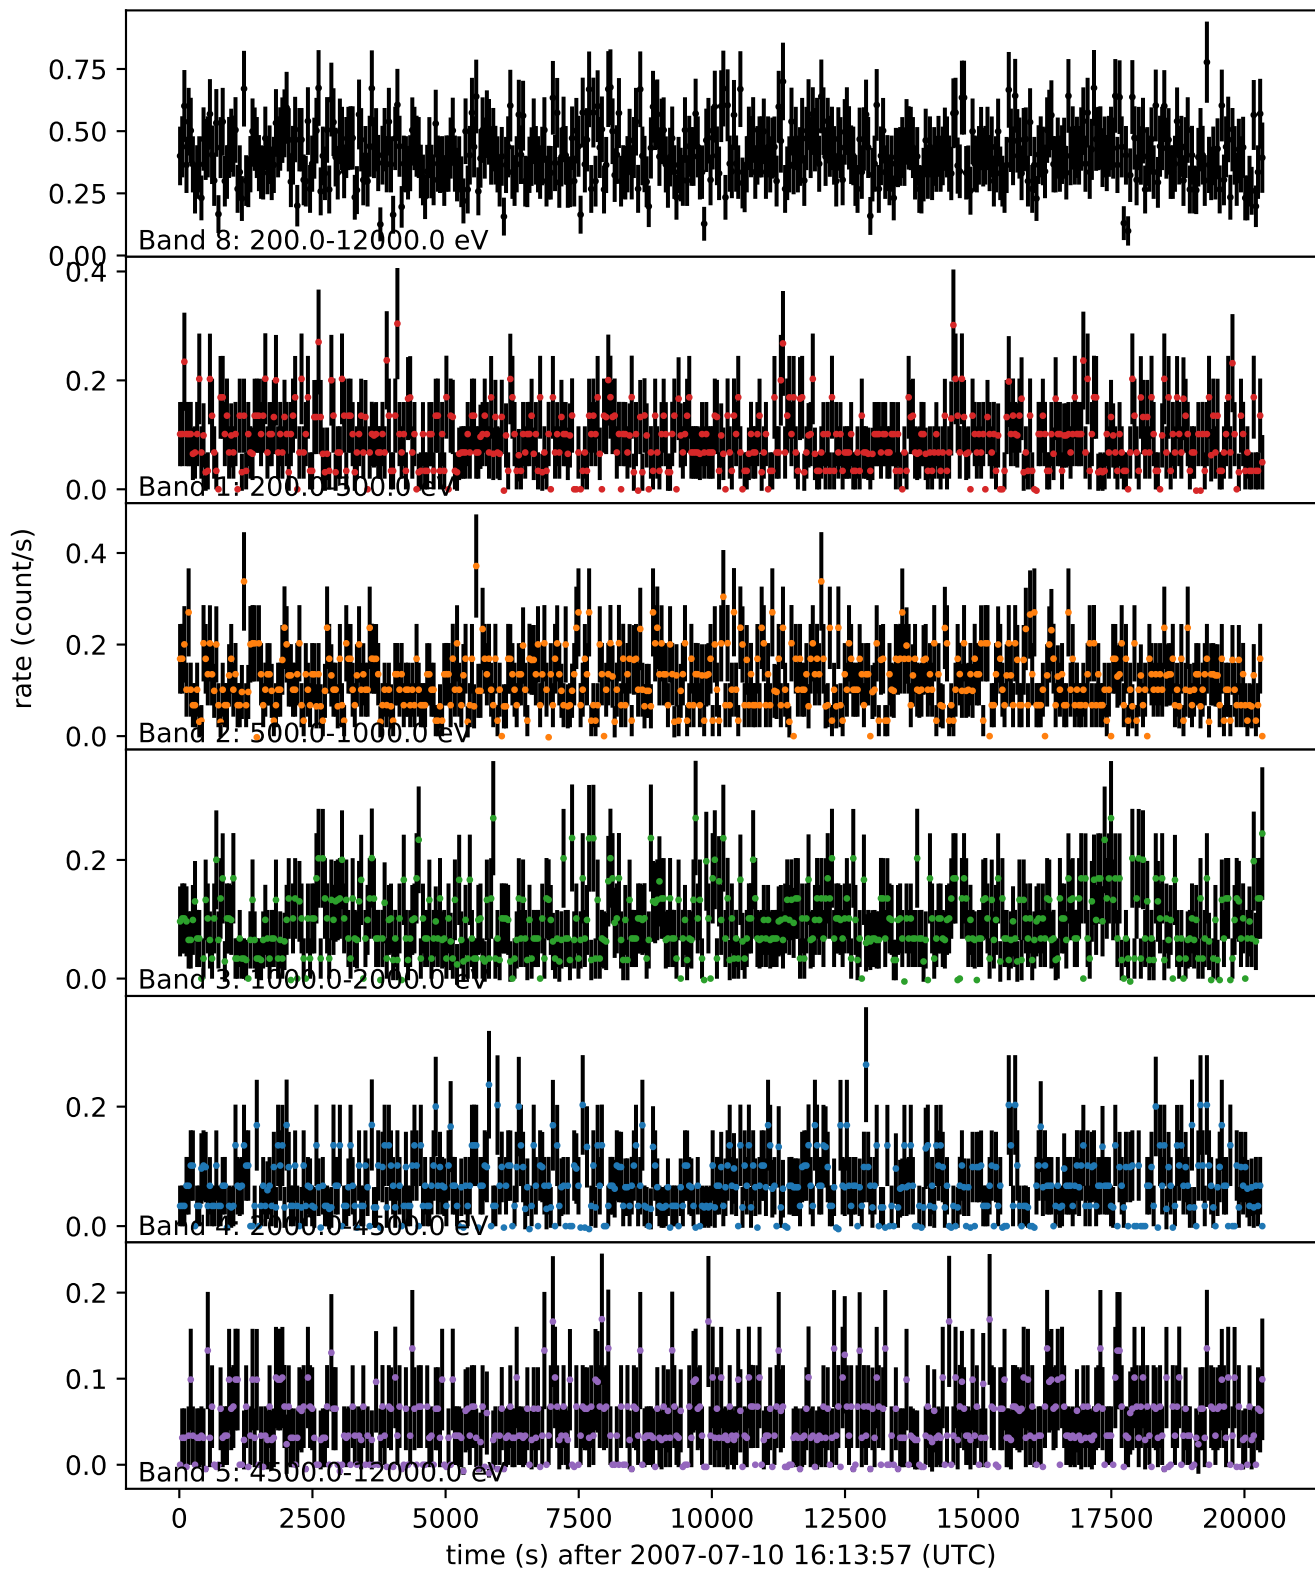 0.75
0.50
0.25
0.00
Band 8: 200.0-12000.0 eV
0.4
0.2
0.0
Band 1: 200.0-500.0 eV
0.4
0.2
0.0
Band 2: 500.0-1000.0 eV
rate (count/s)
0.2
0.0
Band 3: 1000.0-2000.0 eV
0.2
0.0
Band 4: 2000.0-4500.0 eV
0.2
0.1
0.0
Band 5: 4500.0-12000.0 eV
0 2500 5000 7500 10000 12500 15000 17500 20000
time (s) after 2007-07-10 16:13:57 (UTC)